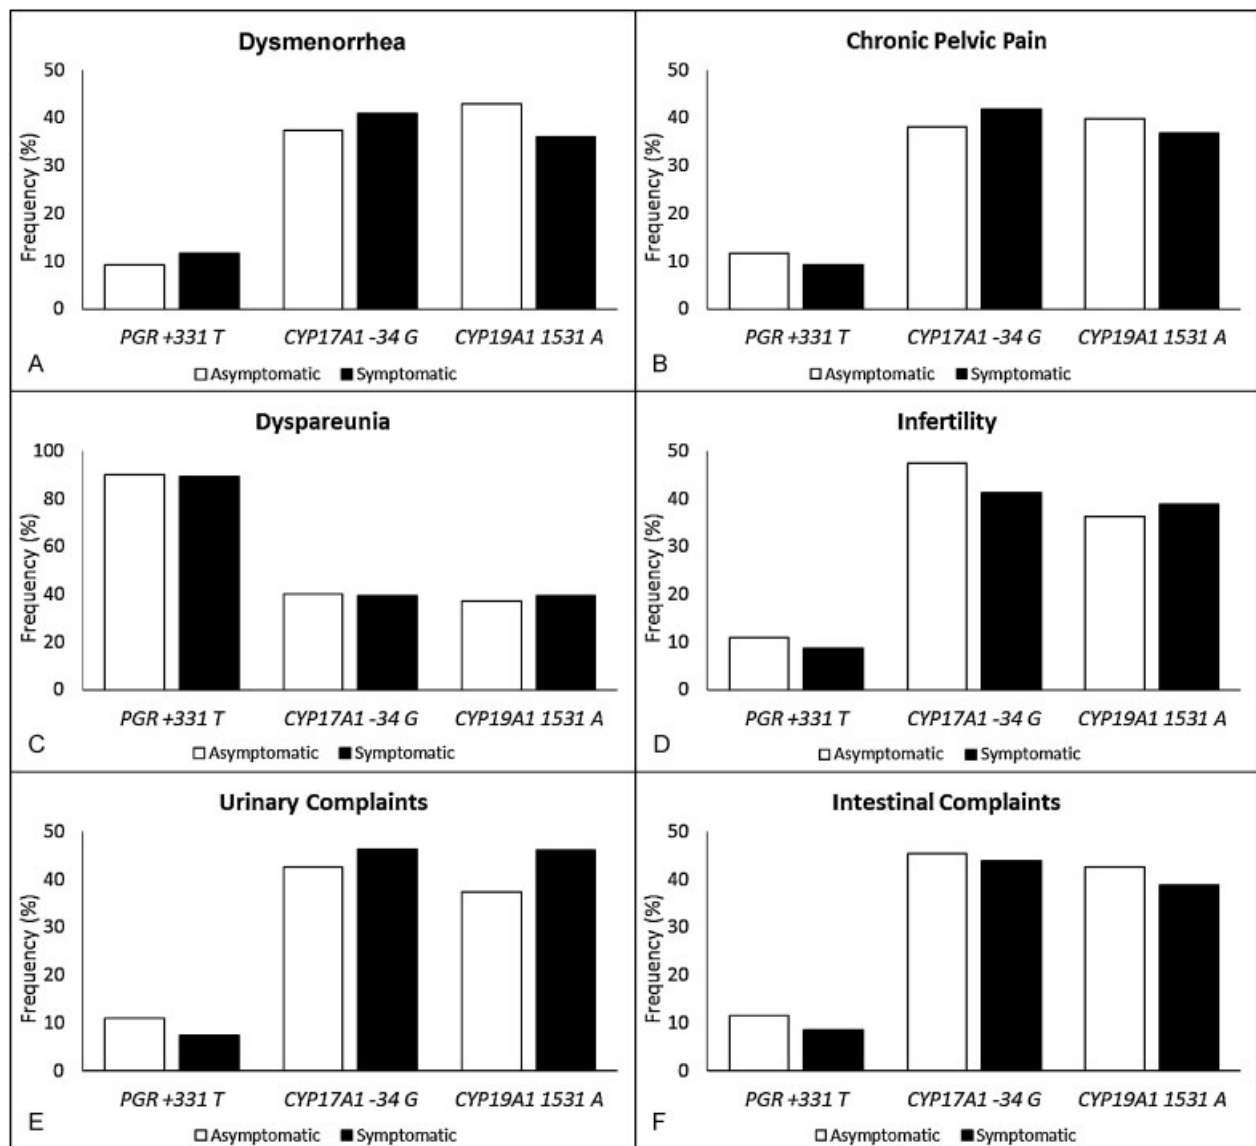 Dysmenorrhea
50
40
30
20
10
0
Frequency (%)
PGR +331 T CYP17A1 -34 G CYP19A1 1531 A
A
Asymptomatic Symptomatic
Chronic Pelvic Pain
50
40
30
20
10
0
Frequency (%)
PGR +331 T CYP17A1 -34 G CYP19A1 1531 A
B
Asymptomatic Symptomatic
Dyspareunia
100
80
60
40
20
0
Frequency (%)
PGR +331 T CYP17A1 -34 G CYP19A1 1531 A
C
Asymptomatic Symptomatic
Infertility
50
40
30
20
10
0
Frequency (%)
PGR +331 T CYP17A1 -34 G CYP19A1 1531 A
D
Asymptomatic Symptomatic
Urinary Complaints
50
40
30
20
10
0
Frequency (%)
PGR +331 T CYP17A1 -34 G CYP19A1 1531 A
E
Asymptomatic Symptomatic
Intestinal Complaints
50
40
30
20
10
0
Frequency (%)
PGR +331 T CYP17A1 -34 G CYP19A1 1531 A
F
Asymptomatic Symptomatic